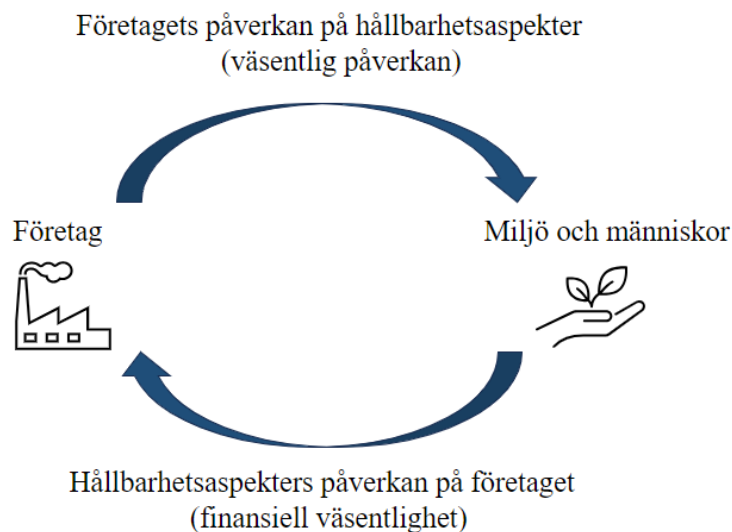 Företagets påverkan på hållbarhetsaspekter
(väsentlig påverkan)
Företag
Miljö och människor
Hållbarhetsaspekters påverkan på företaget
(finansiell väsentlighet)